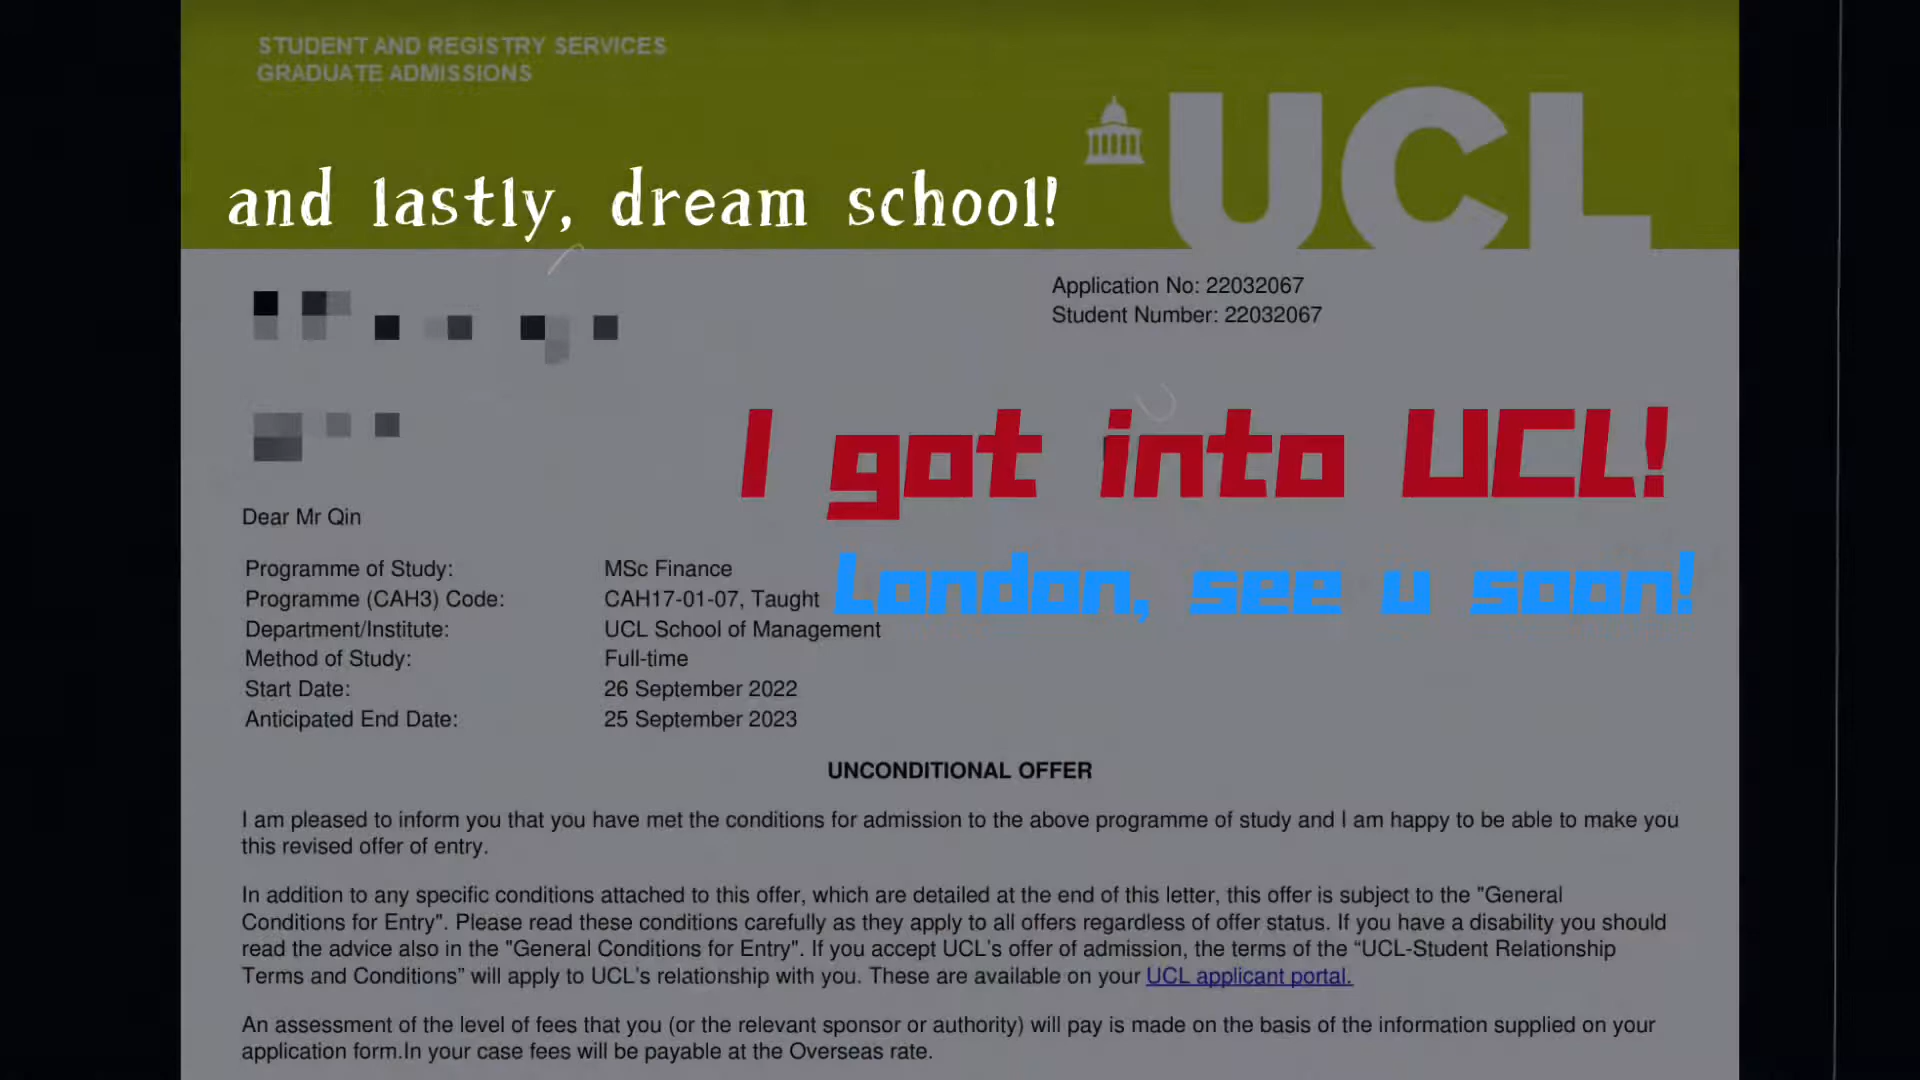 STUDENT AND REGISTRY SERVICES
GRADUATE ADMISSIONS
UCL
and lastly, dream school!
Application No: 22032067
Student Number: 22032067
I got into UCL!
Dear Mr Qin
London, see u soon!
Programme of Study: MSc Finance
Programme (CAH3) Code: CAH17-01-07, Taught
Department/Institute: UCL School of Management
Method of Study: Full-time
Start Date: 26 September 2022
Anticipated End Date: 25 September 2023
UNCONDITIONAL OFFER
I am pleased to inform you that you have met the conditions for admission to the above programme of study and I am happy to be able to make you
this revised offer of entry.
In addition to any specific conditions attached to this offer, which are detailed at the end of this letter, this offer is subject to the "General
Conditions for Entry". Please read these conditions carefully as they apply to all offers regardless of offer status. If you have a disability you should
read the advice also in the "General Conditions for Entry". If you accept UCL's offer of admission, the terms of the “UCL-Student Relationship
Terms and Conditions” will apply to UCL's relationship with you. These are available on your UCL applicant portal.
An assessment of the level of fees that you (or the relevant sponsor or authority) will pay is made on the basis of the information supplied on your
application form.In your case fees will be payable at the Overseas rate.